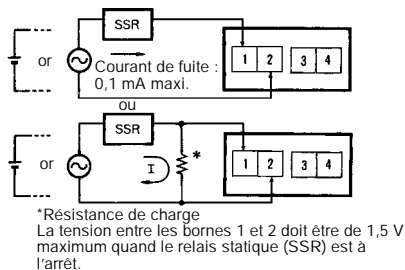 SSR
or
Courant de fuite :
0,1 mA maxi.
1 2 3 4
ou
SSR
or
I
*
1 2 3 4
*Résistance de charge
La tension entre les bornes 1 et 2 doit être de 1,5 V
maximum quand le relais statique (SSR) est à
l'arrêt.